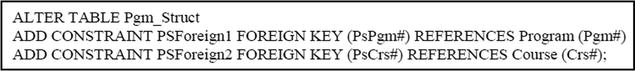 ALTER TABLE Pgm_Struct
ADD CONSTRAINT PSForeign1 FOREIGN KEY (PsPgm#) REFERENCES Program (Pgm#)
ADD CONSTRAINT PSForeign2 FOREIGN KEY (PsCrs#) REFERENCES Course (Crs#);